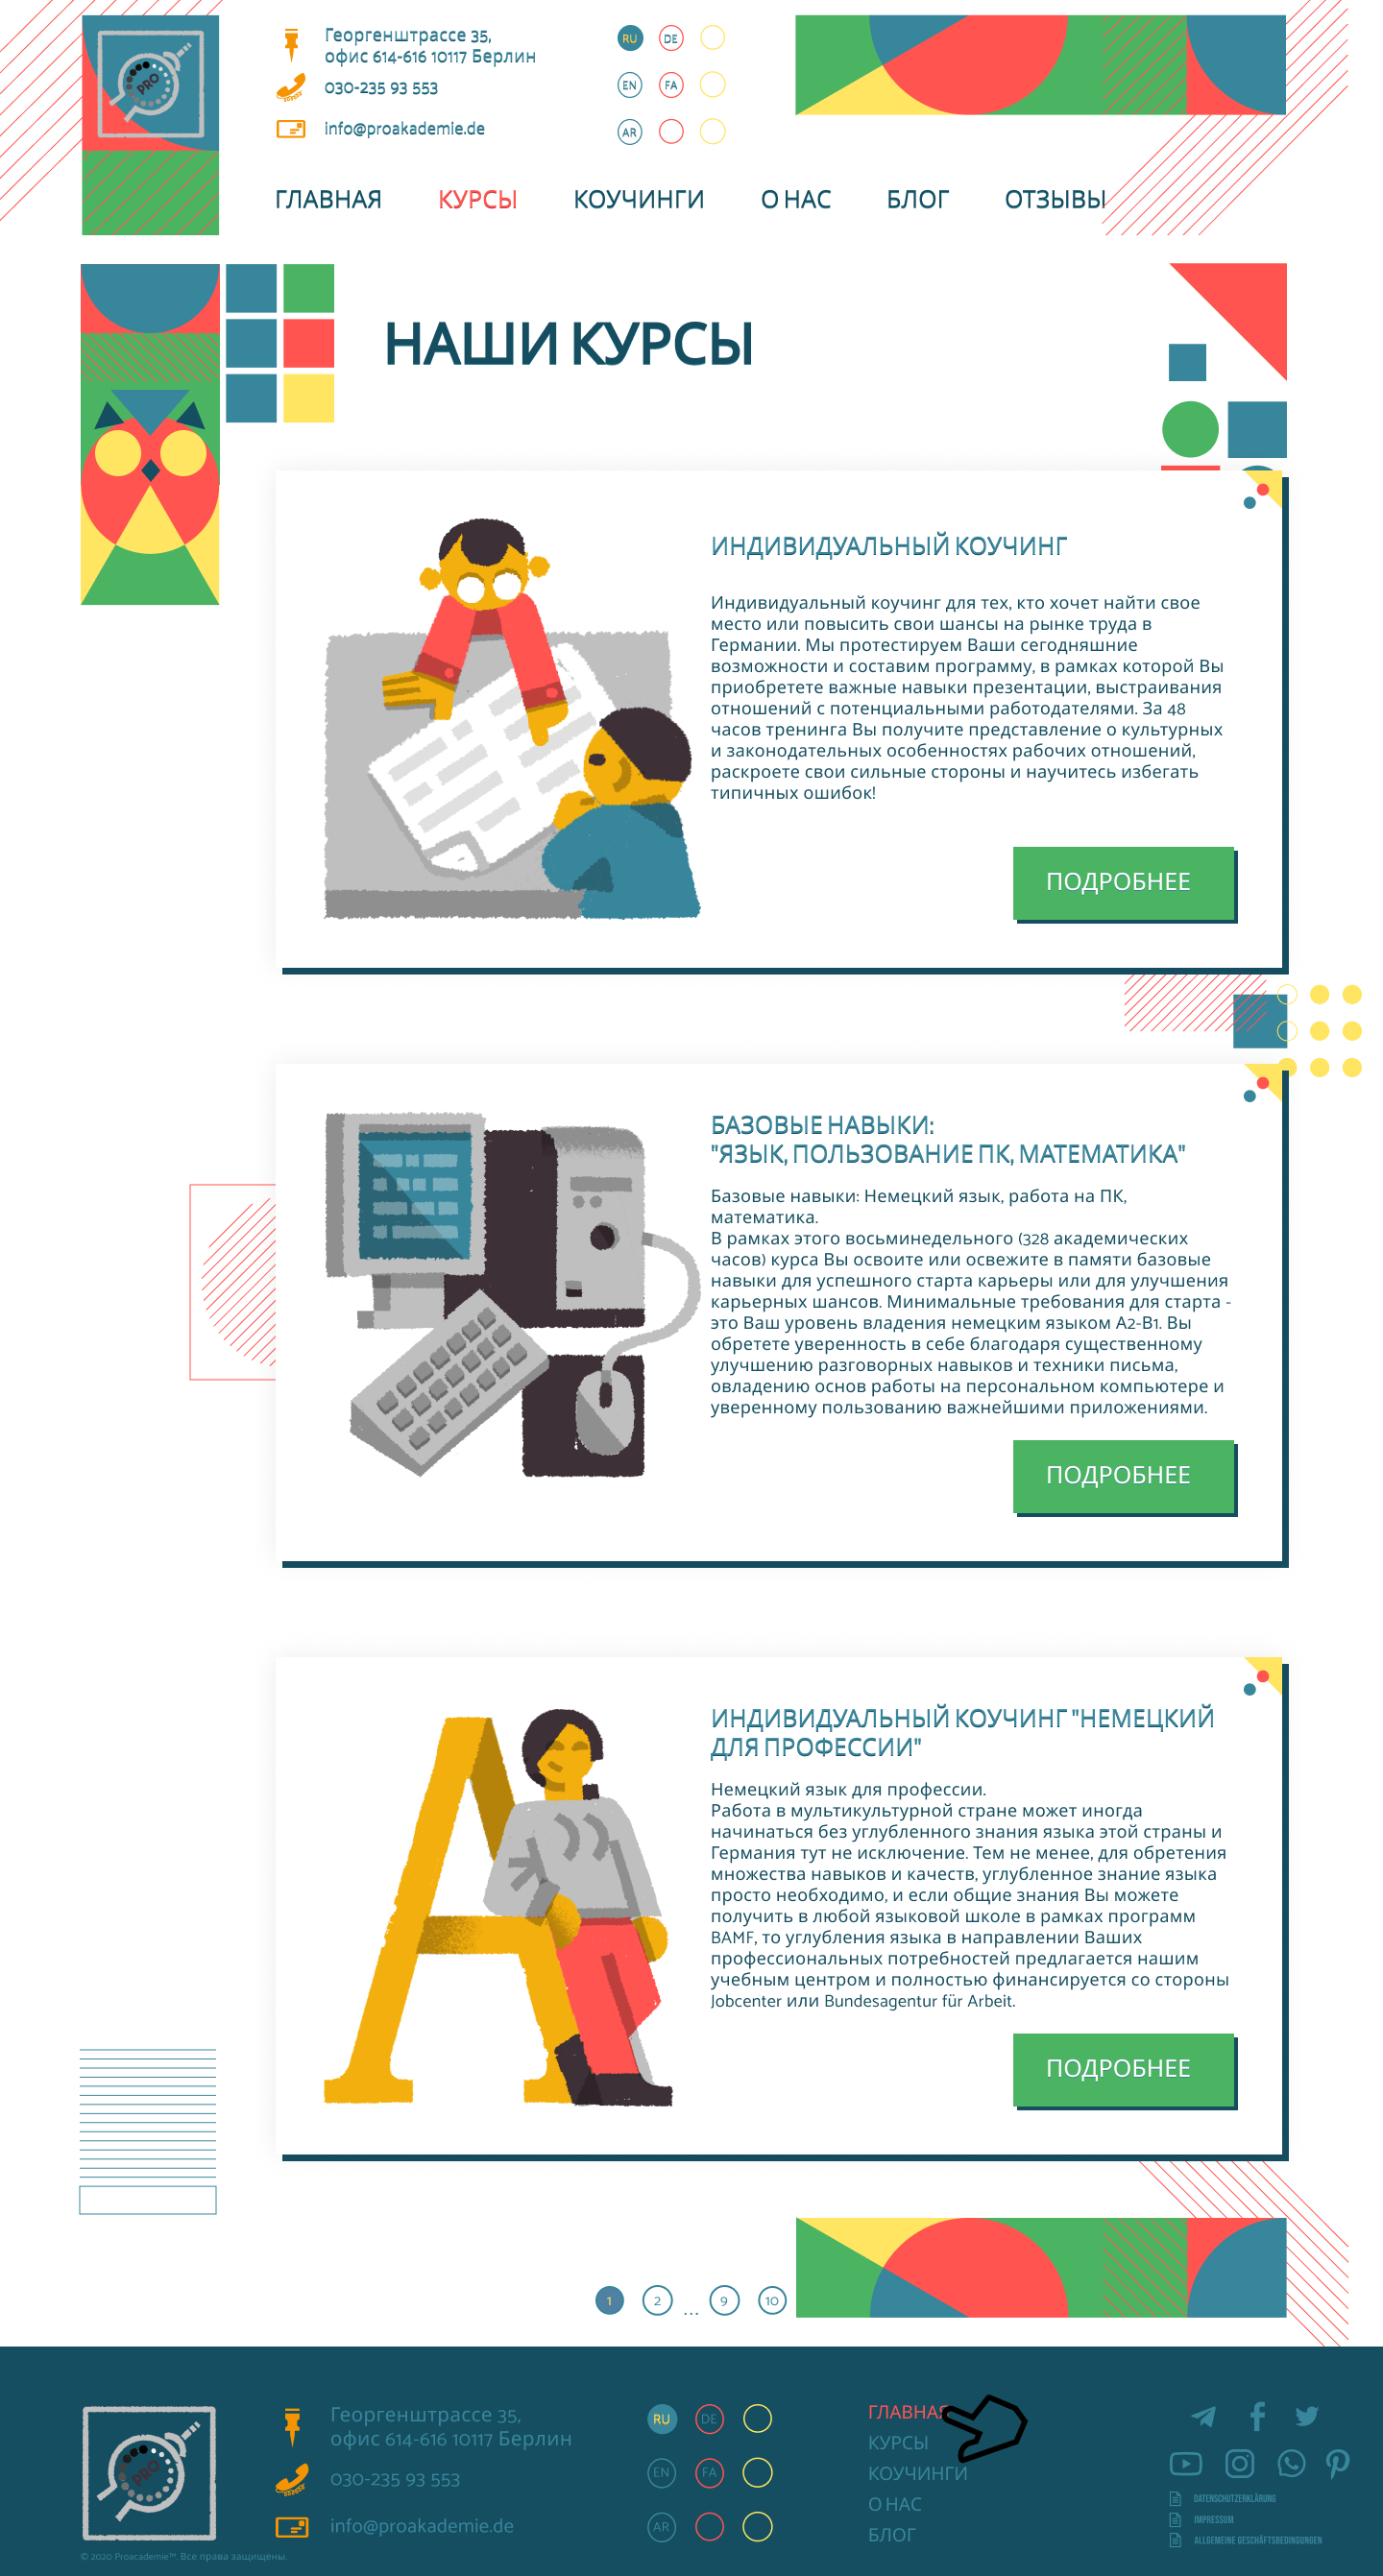 PRO
Георгенштрассе 35,
офис 614-616 10117 Берлин
030-235 93 553
info@proakademie.de
RU DE
EN FA
AR
ГЛАВНАЯ КУРСЫ КОУЧИНГИ О НАС БЛОГ ОТЗЫВЫ
НАШИ КУРСЫ
ИНДИВИДУАЛЬНЫЙ КОУЧИНГ
Индивидуальный коучинг для тех, кто хочет найти свое
место или повысить свои шансы на рынке труда в
Германии. Мы протестируем Ваши сегодняшние
возможности и составим программу, в рамках которой Вы
приобретете важные навыки презентации, выстраивания
отношений с потенциальными работодателями. За 48
часов тренинга Вы получите представление о культурных
и законодательных особенностях рабочих отношений,
раскроете свои сильные стороны и научитесь избегать
типичных ошибок!
ПОДРОБНЕЕ
БАЗОВЫЕ НАВЫКИ:
"ЯЗЫК, ПОЛЬЗОВАНИЕ ПК, МАТЕМАТИКА"
Базовые навыки: Немецкий язык, работа на ПК,
математика.
В рамках этого восьминедельного (328 академических
часов) курса Вы освоите или освежите в памяти базовые
навыки для успешного старта карьеры или для улучшения
карьерных шансов. Минимальные требования для старта -
это Ваш уровень владения немецким языком A2-B1. Вы
обретете уверенность в себе благодаря существенному
улучшению разговорных навыков и техники письма,
овладению основ работы на персональном компьютере и
уверенному пользованию важнейшими приложениями.
ПОДРОБНЕЕ
ИНДИВИДУАЛЬНЫЙ КОУЧИНГ "НЕМЕЦКИЙ
ДЛЯ ПРОФЕССИИ"
Немецкий язык для профессии.
Работа в мультикультурной стране может иногда
начинаться без углубленного знания языка этой страны и
Германия тут не исключение. Тем не менее, для обретения
множества навыков и качеств, углубленное знание языка
просто необходимо, и если общие знания Вы можете
получить в любой языковой школе в рамках программ
BAMF, то углубления языка в направлении Ваших
профессиональных потребностей предлагается нашим
учебным центром и полностью финансируется со стороны
Jobcenter или Bundesagentur für Arbeit.
ПОДРОБНЕЕ
1 2 ... 9 10
PRO
Георгенштрассе 35,
офис 614-616 10117 Берлин
030-235 93 553
info@proakademie.de
© 2020 Proacademie™. Все права защищены.
RU DE
EN FA
AR
ГЛАВНАЯ
КУРСЫ
КОУЧИНГИ
О НАС
БЛОГ
DATENSCHUTZERKLÄRUNG
IMPRESSUM
ALLGEMEINE GESCHÄFTSBEDINGUNGEN